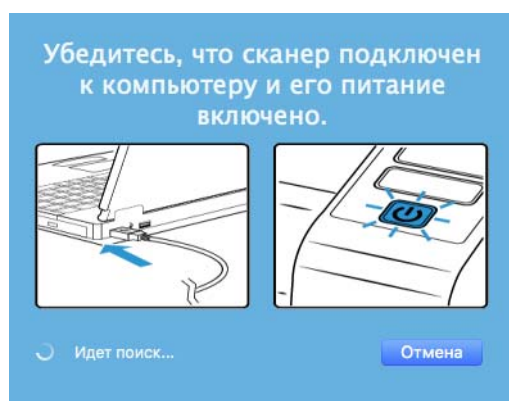 Убедитесь, что сканер подключен
к компьютеру и его питание
включено.
Идет поиск...
Отмена